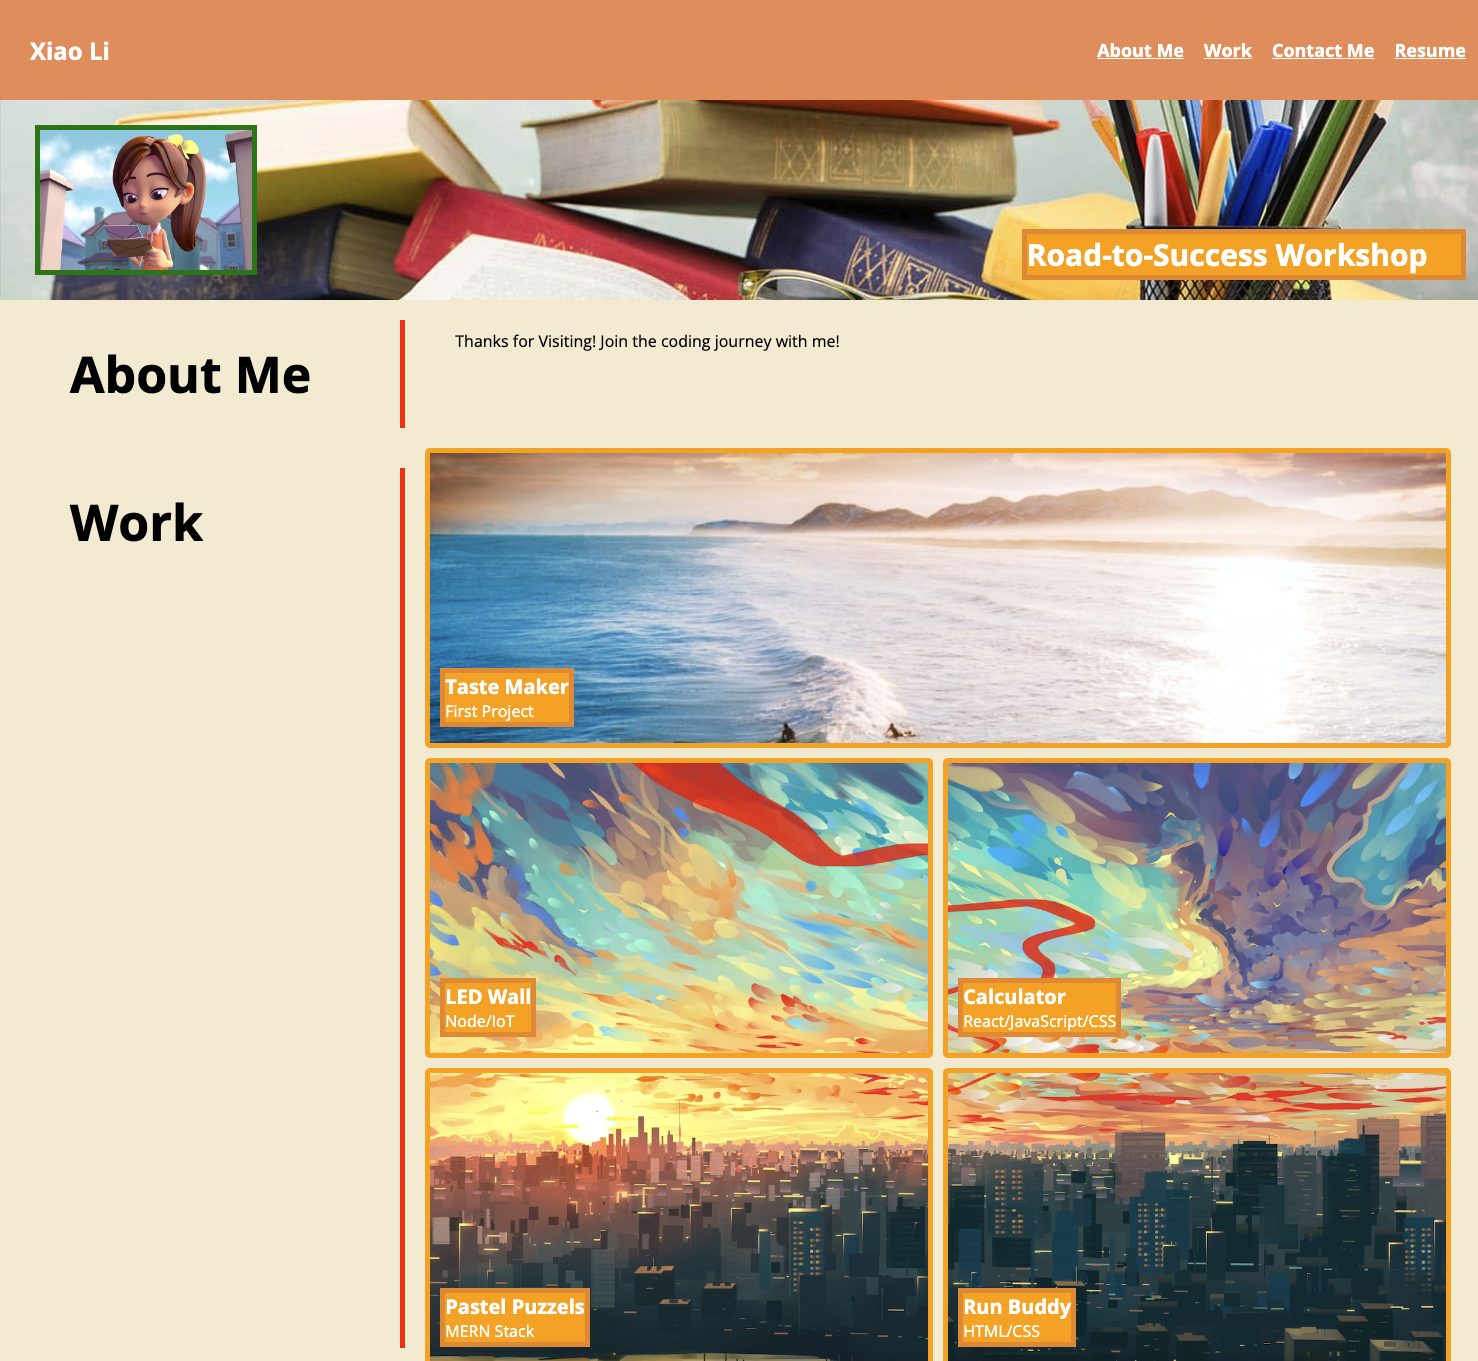 Xiao Li
About Me Work Contact Me Resume
Road-to-Success Workshop
About Me
Thanks for Visiting! Join the coding journey with me!
Work
Taste Maker
First Project
LED Wall
Node/IoT
Calculator
React/JavaScript/CSS
Pastel Puzzels
MERN Stack
Run Buddy
HTML/CSS